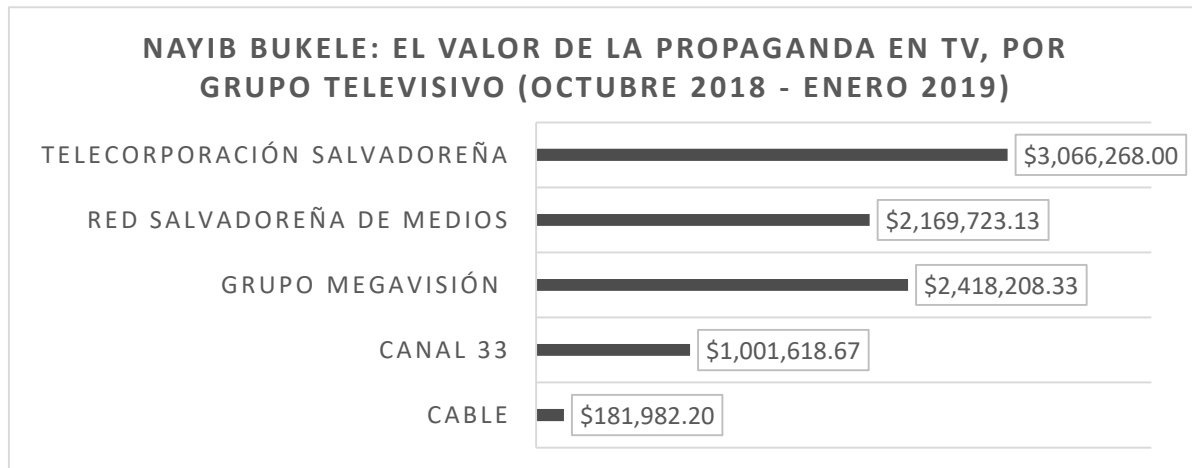 NAYIB BUKELE: EL VALOR DE LA PROPAGANDA EN TV, POR
GRUPO TELEVISIVO (OCTUBRE 2018 - ENERO 2019)
TELECORPORACIÓN SALVADOREÑA
$3,066,268.00
RED SALVADOREÑA DE MEDIOS
$2,169,723.13
GRUPO MEGAVISIÓN
$2,418,208.33
CANAL 33
$1,001,618.67
CABLE
$181,982.20